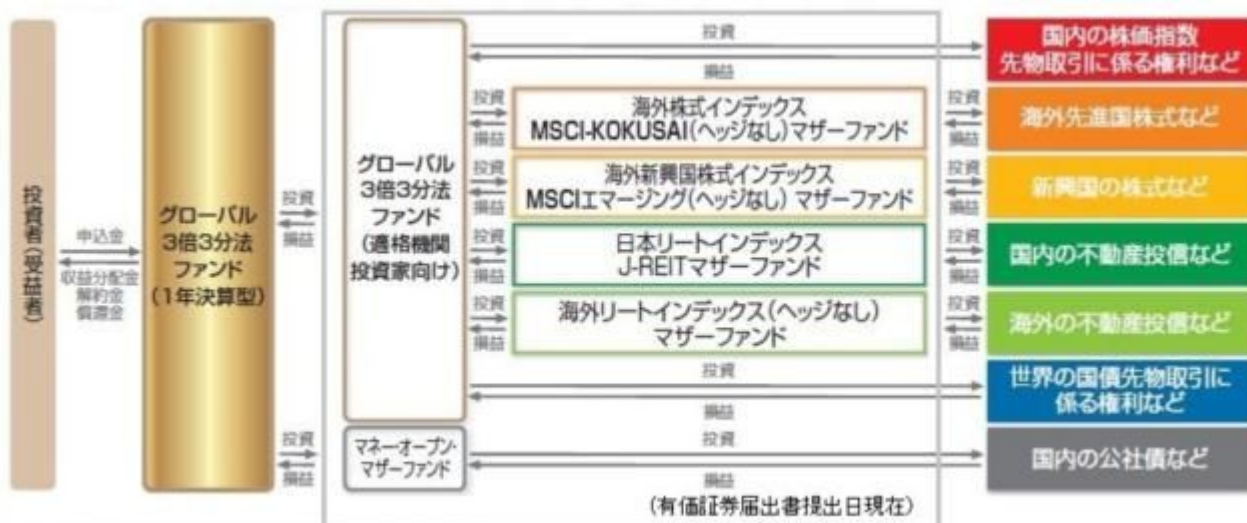 投資者(受益者)
申込金
収益分配金
解約金
償還金
グローバル
3倍3分法
ファンド
(1年決算型)
投資
損益
投資
損益
グローバル
3倍3分法
ファンド
(適格機関
投資家向け)
マネーオープン・
マザーファンド
投資
損益
国内の株価指数
先物取引に係る権利など
投資
損益
海外株式インデックス
MSCI-KOKUSAI(ヘッジなし)マザーファンド
投資
損益
海外先進国株式など
投資
損益
海外新興国株式インデックス
MSCIエマージング(ヘッジなし) マザーファンド
投資
損益
新興国の株式など
投資
損益
日本リートインデックス
J-REITマザーファンド
投資
損益
国内の不動産投信など
投資
損益
海外リートインデックス(ヘッジなし)
マザーファンド
投資
損益
海外の不動産投信など
投資
損益
世界の国債先物取引に
係る権利など
投資
損益
国内の公社債など
(有価証券届出書提出日現在)